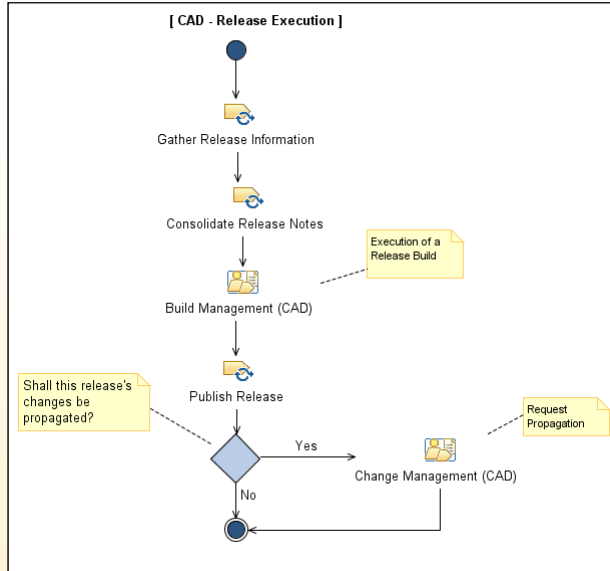 [ CAD - Release Execution ]
Gather Release Information
Consolidate Release Notes
Execution of a
Release Build
Build Management (CAD)
Publish Release
Shall this release's
changes be
propagated?
Yes
Request
Propagation
Change Management (CAD)
No